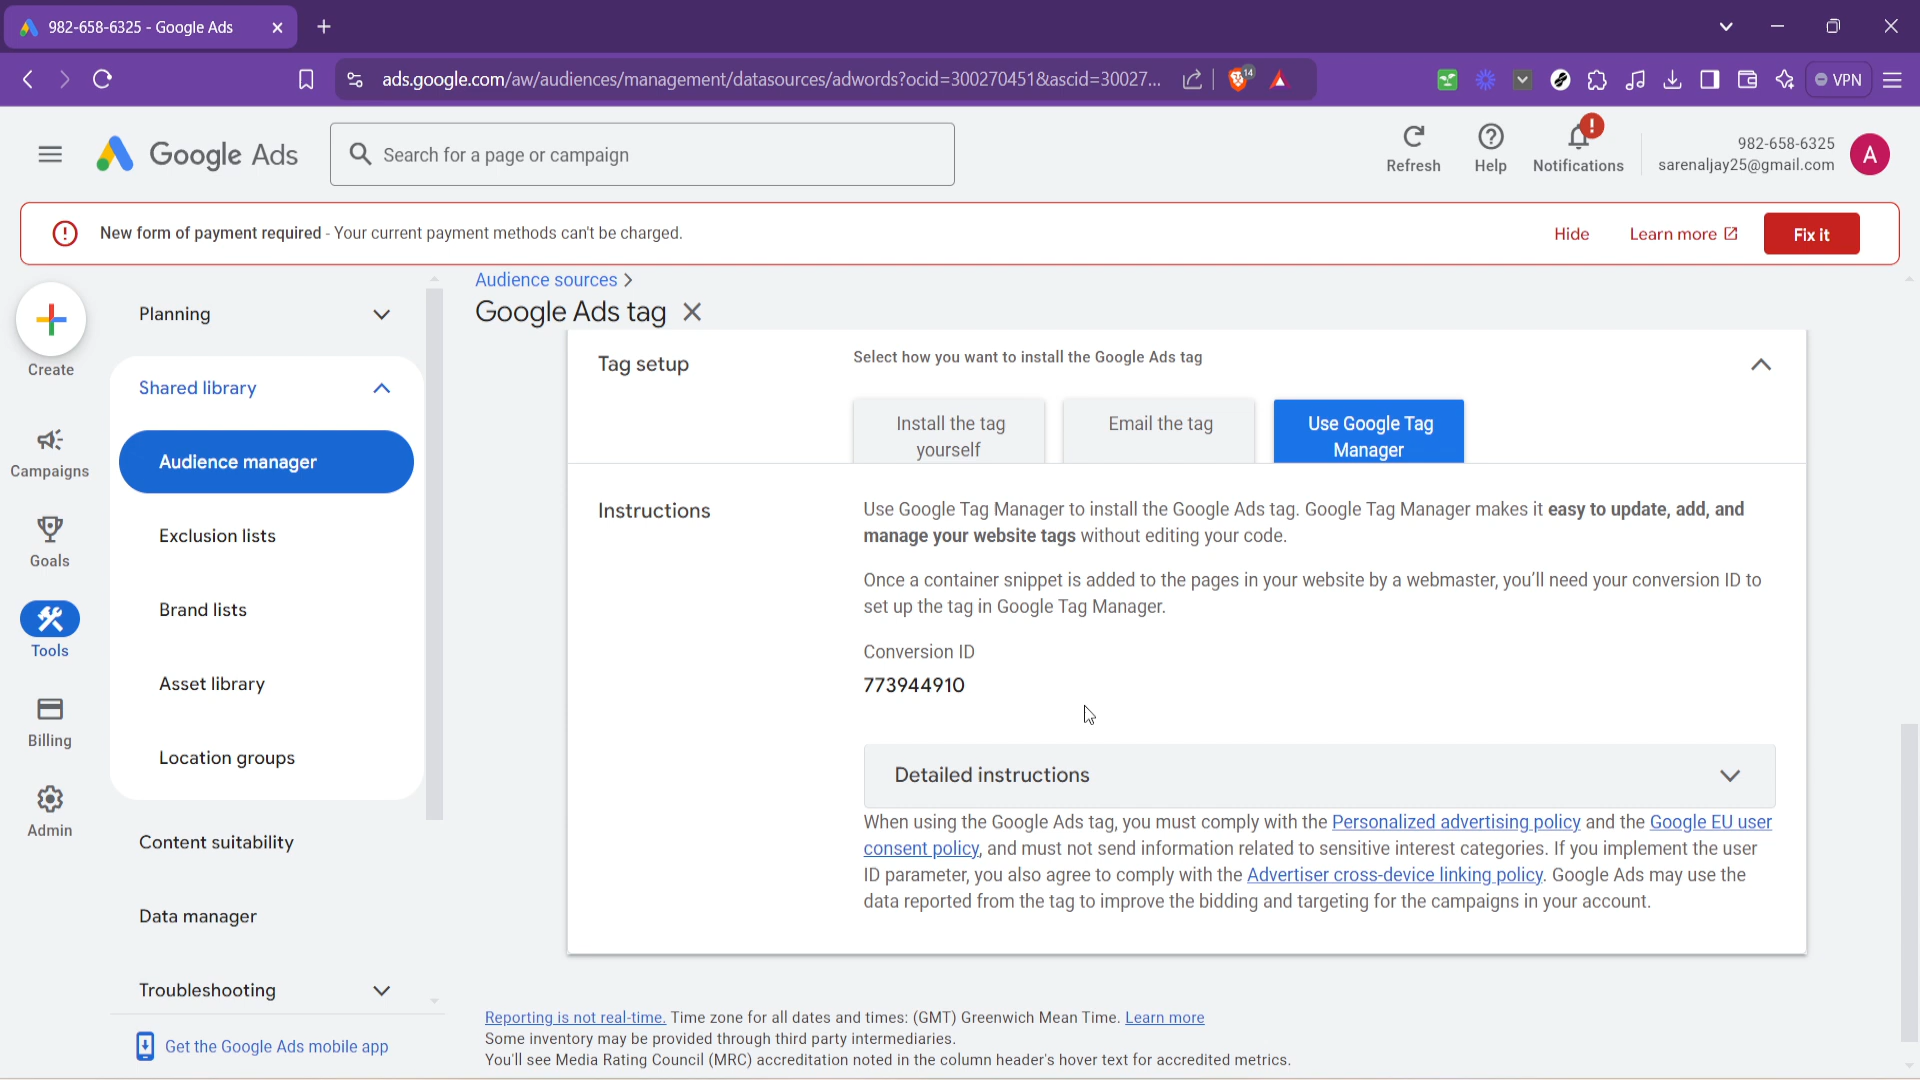 982-658-6325 - Google Ads
ads.google.com/aw/audiences/management/datasources/adwords?ocid=300270451&ascid=30027...
14
VPN
Google Ads
Search for a page or campaign
Refresh
Help
Notifications
982-658-6325
sarenaljay25@gmail.com
A
New form of payment required - Your current payment methods can't be charged.
Hide
Learn more
Fix it
Create
Campaigns
Goals
Tools
Billing
Admin
Planning
Shared library
Audience manager
Exclusion lists
Brand lists
Asset library
Location groups
Content suitability
Data manager
Troubleshooting
Get the Google Ads mobile app
Audience sources
Google Ads tag
Tag setup
Select how you want to install the Google Ads tag
Install the tag
yourself
Email the tag
Use Google Tag
Manager
Instructions
Use Google Tag Manager to install the Google Ads tag. Google Tag Manager makes it easy to update, add, and
manage your website tags without editing your code.
Once a container snippet is added to the pages in your website by a webmaster, you'll need your conversion ID to
set up the tag in Google Tag Manager.
Conversion ID
773944910
Detailed instructions
When using the Google Ads tag, you must comply with the Personalized advertising policy and the Google EU user
consent policy, and must not send information related to sensitive interest categories. If you implement the user
ID parameter, you also agree to comply with the Advertiser cross-device linking policy. Google Ads may use the
data reported from the tag to improve the bidding and targeting for the campaigns in your account.
Reporting is not real-time. Time zone for all dates and times: (GMT) Greenwich Mean Time. Learn more
Some inventory may be provided through third party intermediaries.
You'll see Media Rating Council (MRC) accreditation noted in the column header's hover text for accredited metrics.